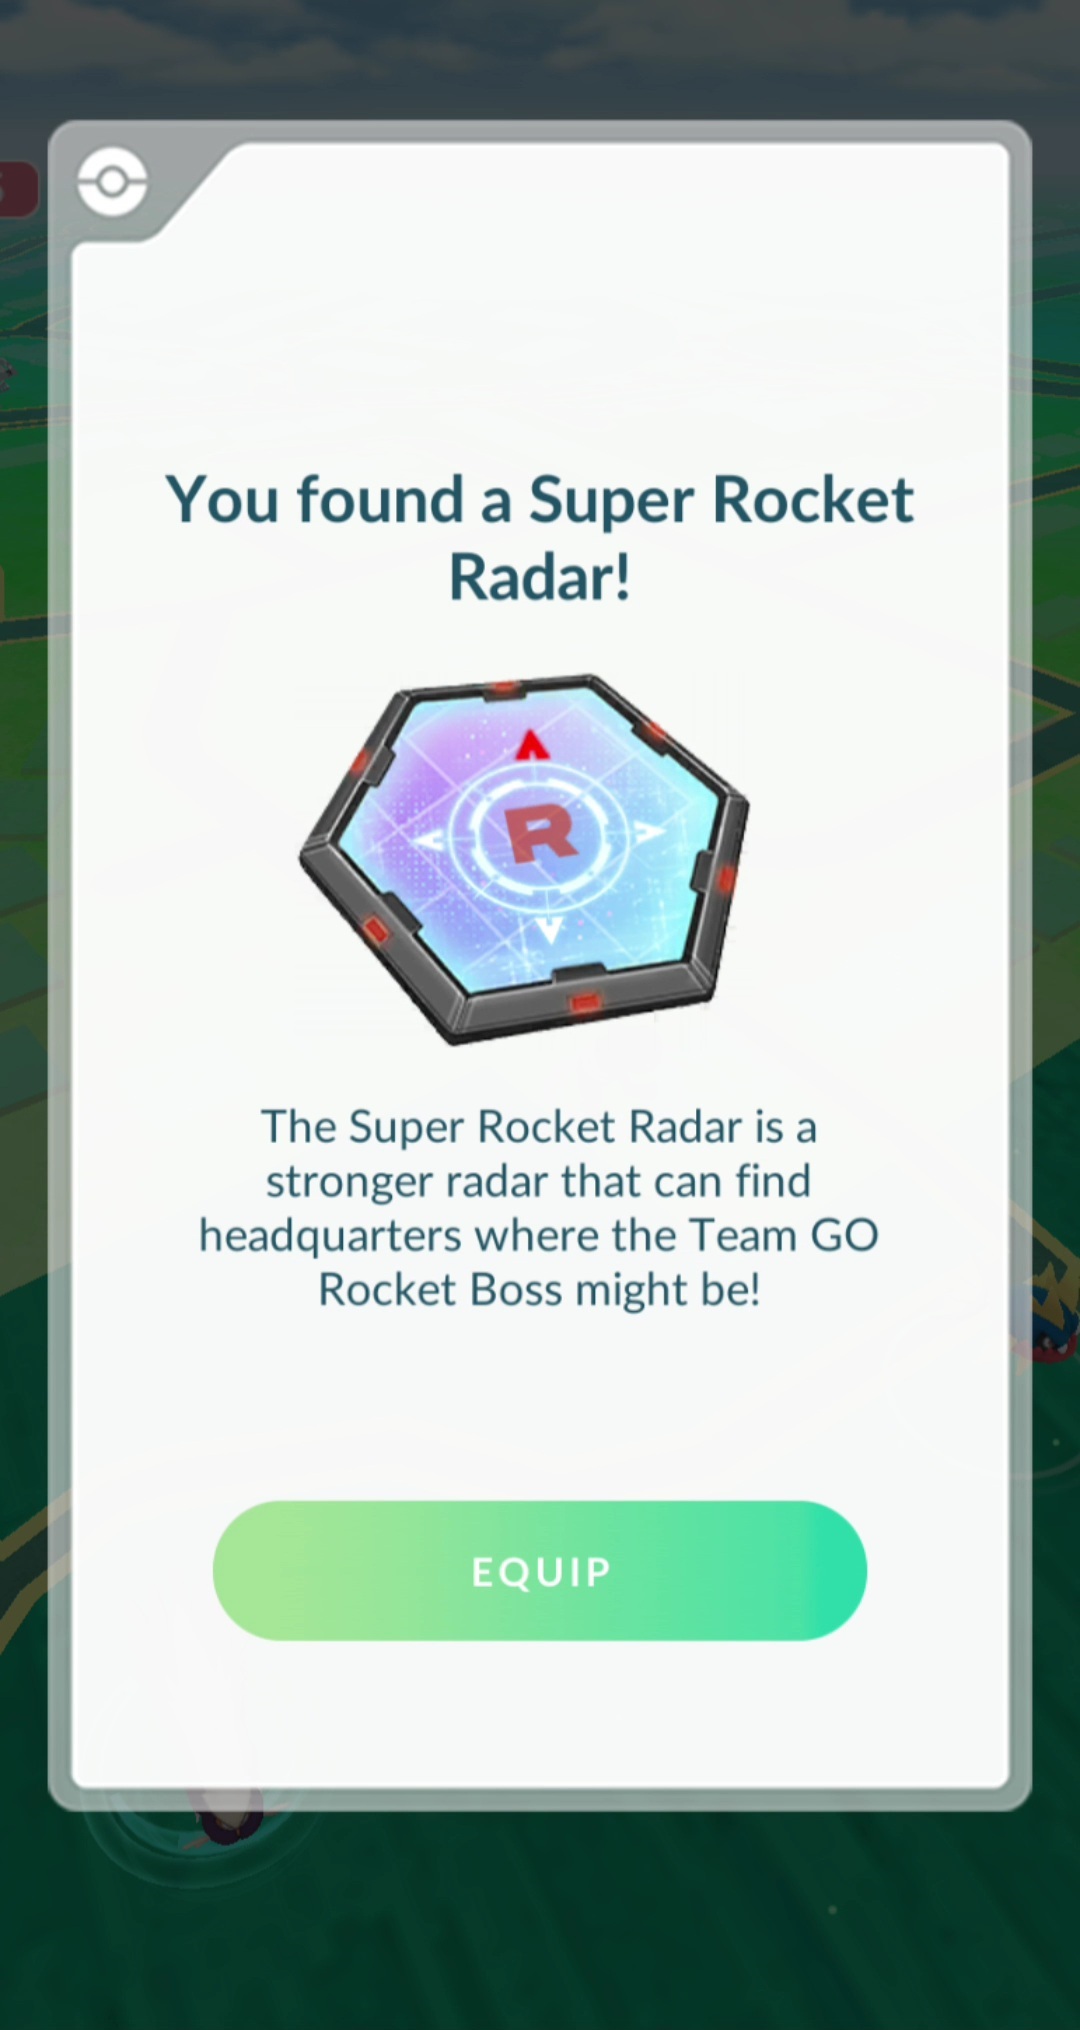 You found a Super Rocket
Radar!
R
The Super Rocket Radar is a
stronger radar that can find
headquarters where the Team GO
Rocket Boss might be!
EQUIP